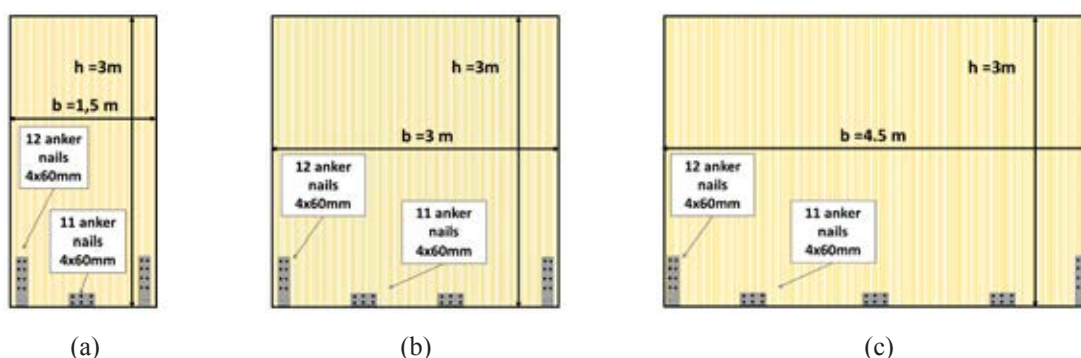 h =3m
b =1,5 m
12 anker
nails
4x60mm
11 anker
nails
4x60mm
(a)
h =3m
b =3 m
12 anker
nails
4x60mm
11 anker
nails
4x60mm
(b)
h =3m
b =4.5 m
12 anker
nails
4x60mm
11 anker
nails
4x60mm
(c)